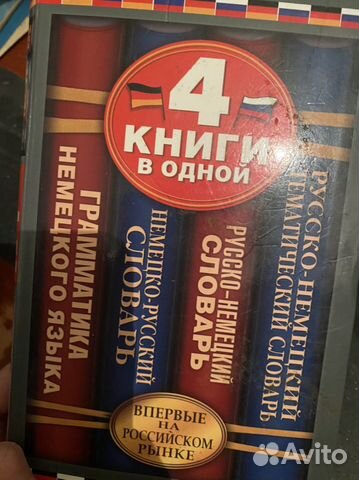 4
КНИГИ
В ОДНОЙ
ГРАММАТИКА
НЕМЕЦКОГО ЯЗЫКА
НЕМЕЦКО-РУССКИЙ
СЛОВАРЬ
РУССКО-НЕМЕЦКИЙ
СЛОВАРЬ
РУССКО-НЕМЕЦКИЙ
ТЕМАТИЧЕСКИЙ СЛОВАРЬ
ВПЕРВЫЕ
НА
РОССИЙСКОМ
РЫНКЕ
Avito